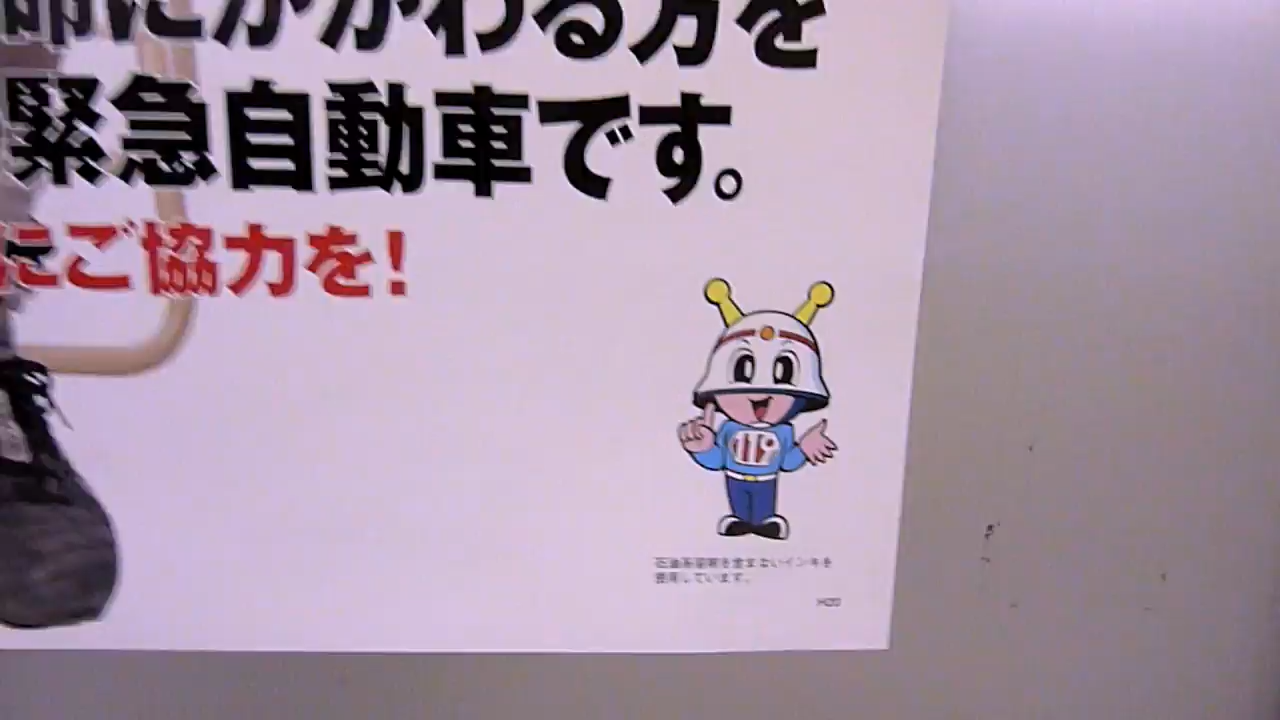 命にかかわる方を
緊急自動車です。
にご協力を!
119
石油系溶剤を含まないインキを
使用しています。
H20